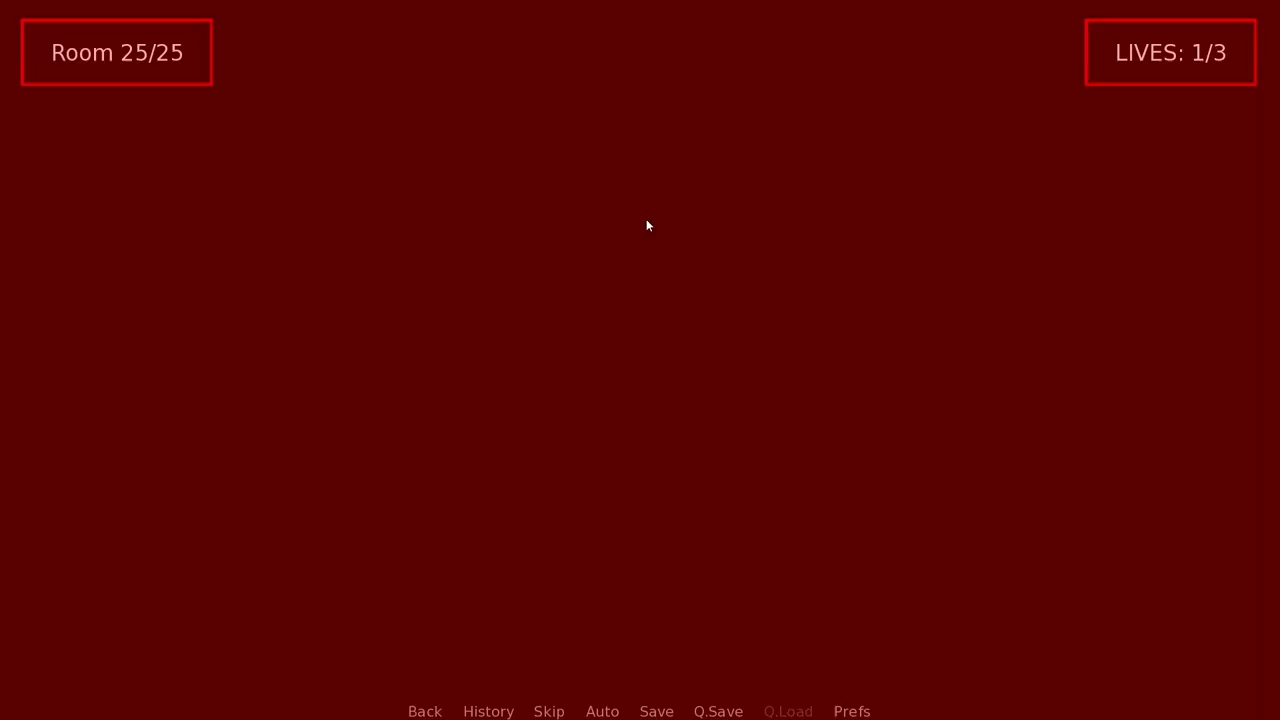 Room 25/25
LIVES: 1/3
Back History Skip Auto Save Q.Save Q.Load Prefs